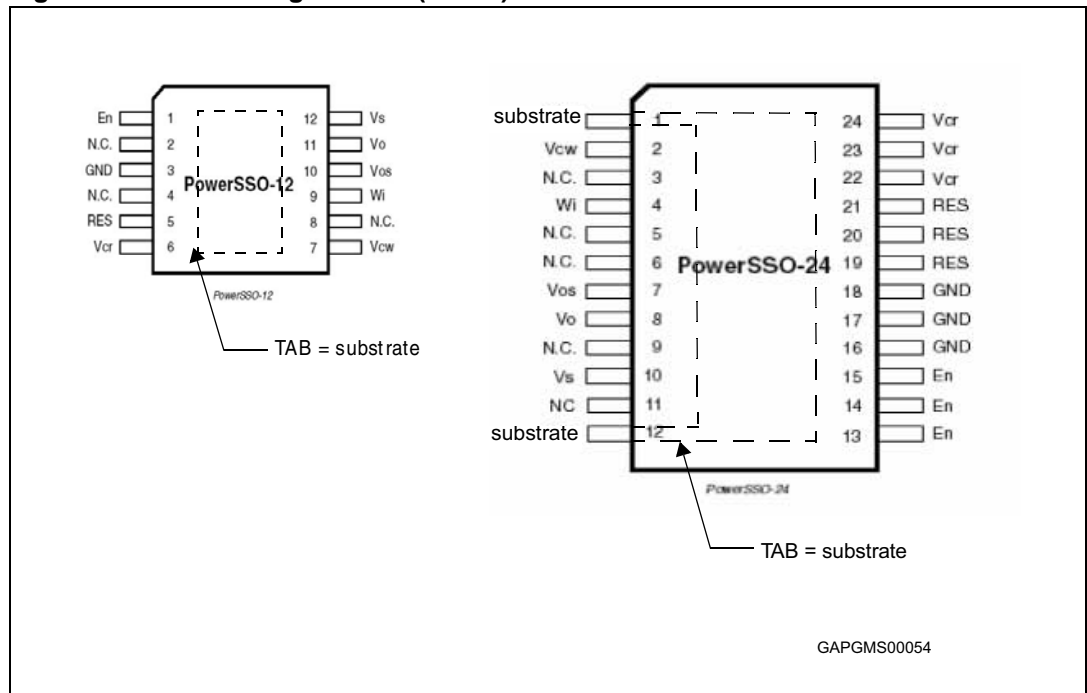 En 1 12 Vs
N.C. 2 11 Vo
GND 3 10 Vos
PowerSSO-12
N.C. 4 9 Wi
RES 5 8 N.C.
Vcr 6 7 Vcw
PowerSSO-12
TAB = substrate
substrate 1 24 Vcr
Vcw 2 23 Vcr
N.C. 3 22 Vcr
Wi 4 21 RES
N.C. 5 20 RES
N.C. 6 PowerSSO-24 19 RES
Vos 7 18 GND
Vo 8 17 GND
N.C. 9 16 GND
Vs 10 15 En
NC 11 14 En
substrate 12 13 En
PowerSSO-24
TAB = substrate
GAPGMS00054